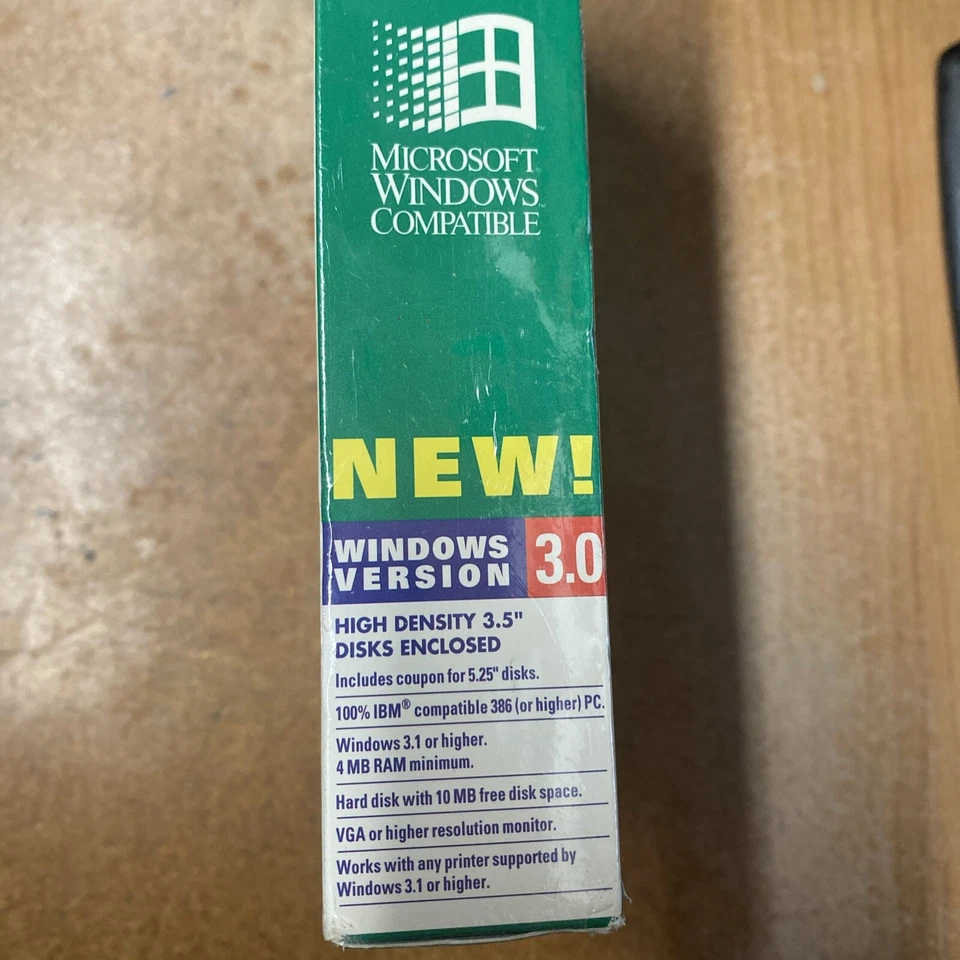 MICROSOFT
WINDOWS™
COMPATIBLE
NEW!
WINDOWS
VERSION
3.0
HIGH DENSITY 3.5"
DISKS ENCLOSED
Includes coupon for 5.25" disks.
100% IBM® compatible 386 (or higher) PC.
Windows 3.1 or higher.
4 MB RAM minimum.
Hard disk with 10 MB free disk space.
VGA or higher resolution monitor.
Works with any printer supported by
Windows 3.1 or higher.